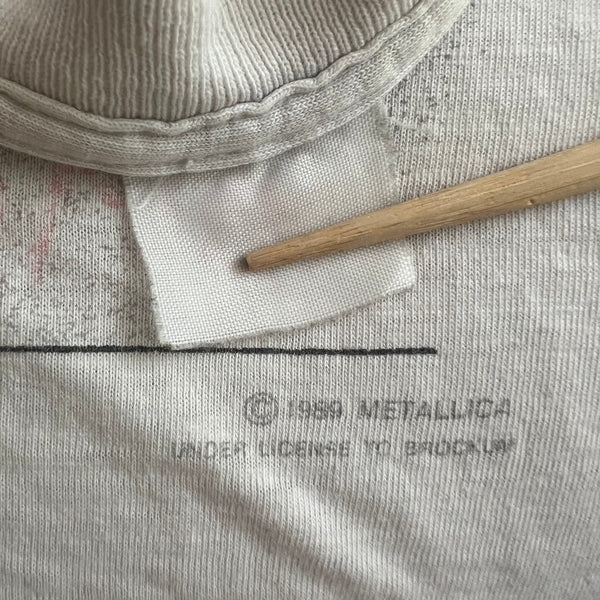 © 1989 METALLICA
UNDER LICENSE TO BROCKUM